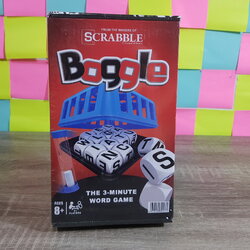 FROM THE MAKERS OF
SCRABBLE
Boggle
THE 3-MINUTE
WORD GAME
AGES
8+